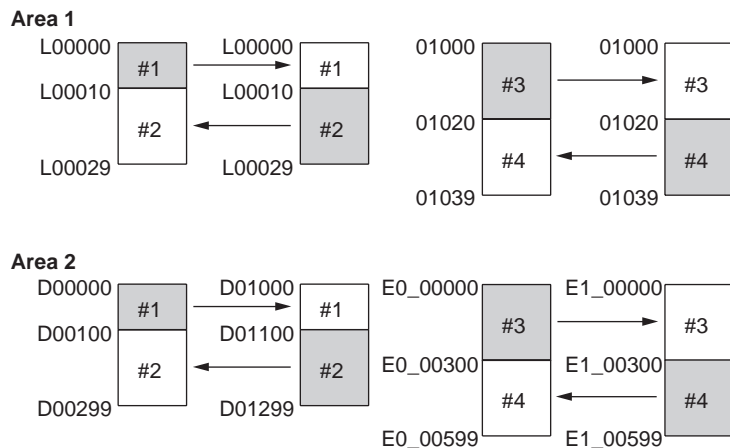 Area 1
L00000 L00000 01000 01000
#1 #1 #3 #3
L00010 L00010
#2 #2 01020 01020
L00029 L00029 #4 #4
01039 01039
Area 2
D00000 D01000 E0_00000 E1_00000
#1 #1 #3 #3
D00100 D01100
#2 #2 E0_00300 E1_00300
D00299 D01299 #4 #4
E0_00599 E1_00599